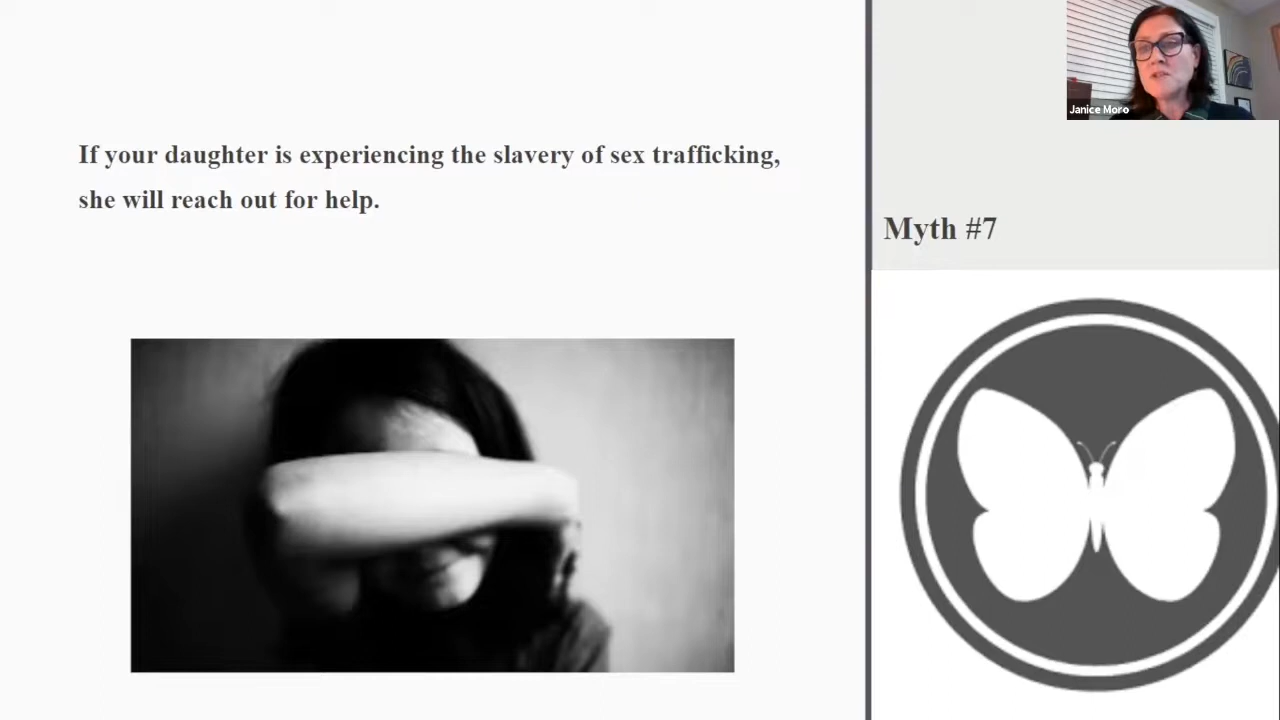 If your daughter is experiencing the slavery of sex trafficking,
she will reach out for help.
Myth #7
Janice Moro